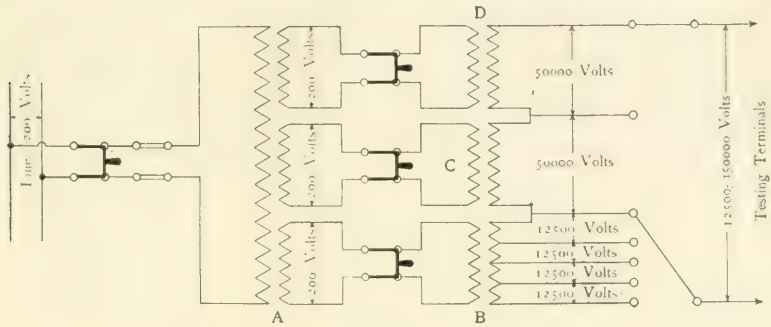 D
50000 Volts
50000 Volts
12500 Volts
12500 Volts
12500 Volts
12500 Volts
12500-150000 Volts
Testing Terminals
Line 200 Volts
200 Volts
200 Volts
200 Volts
C
A
B